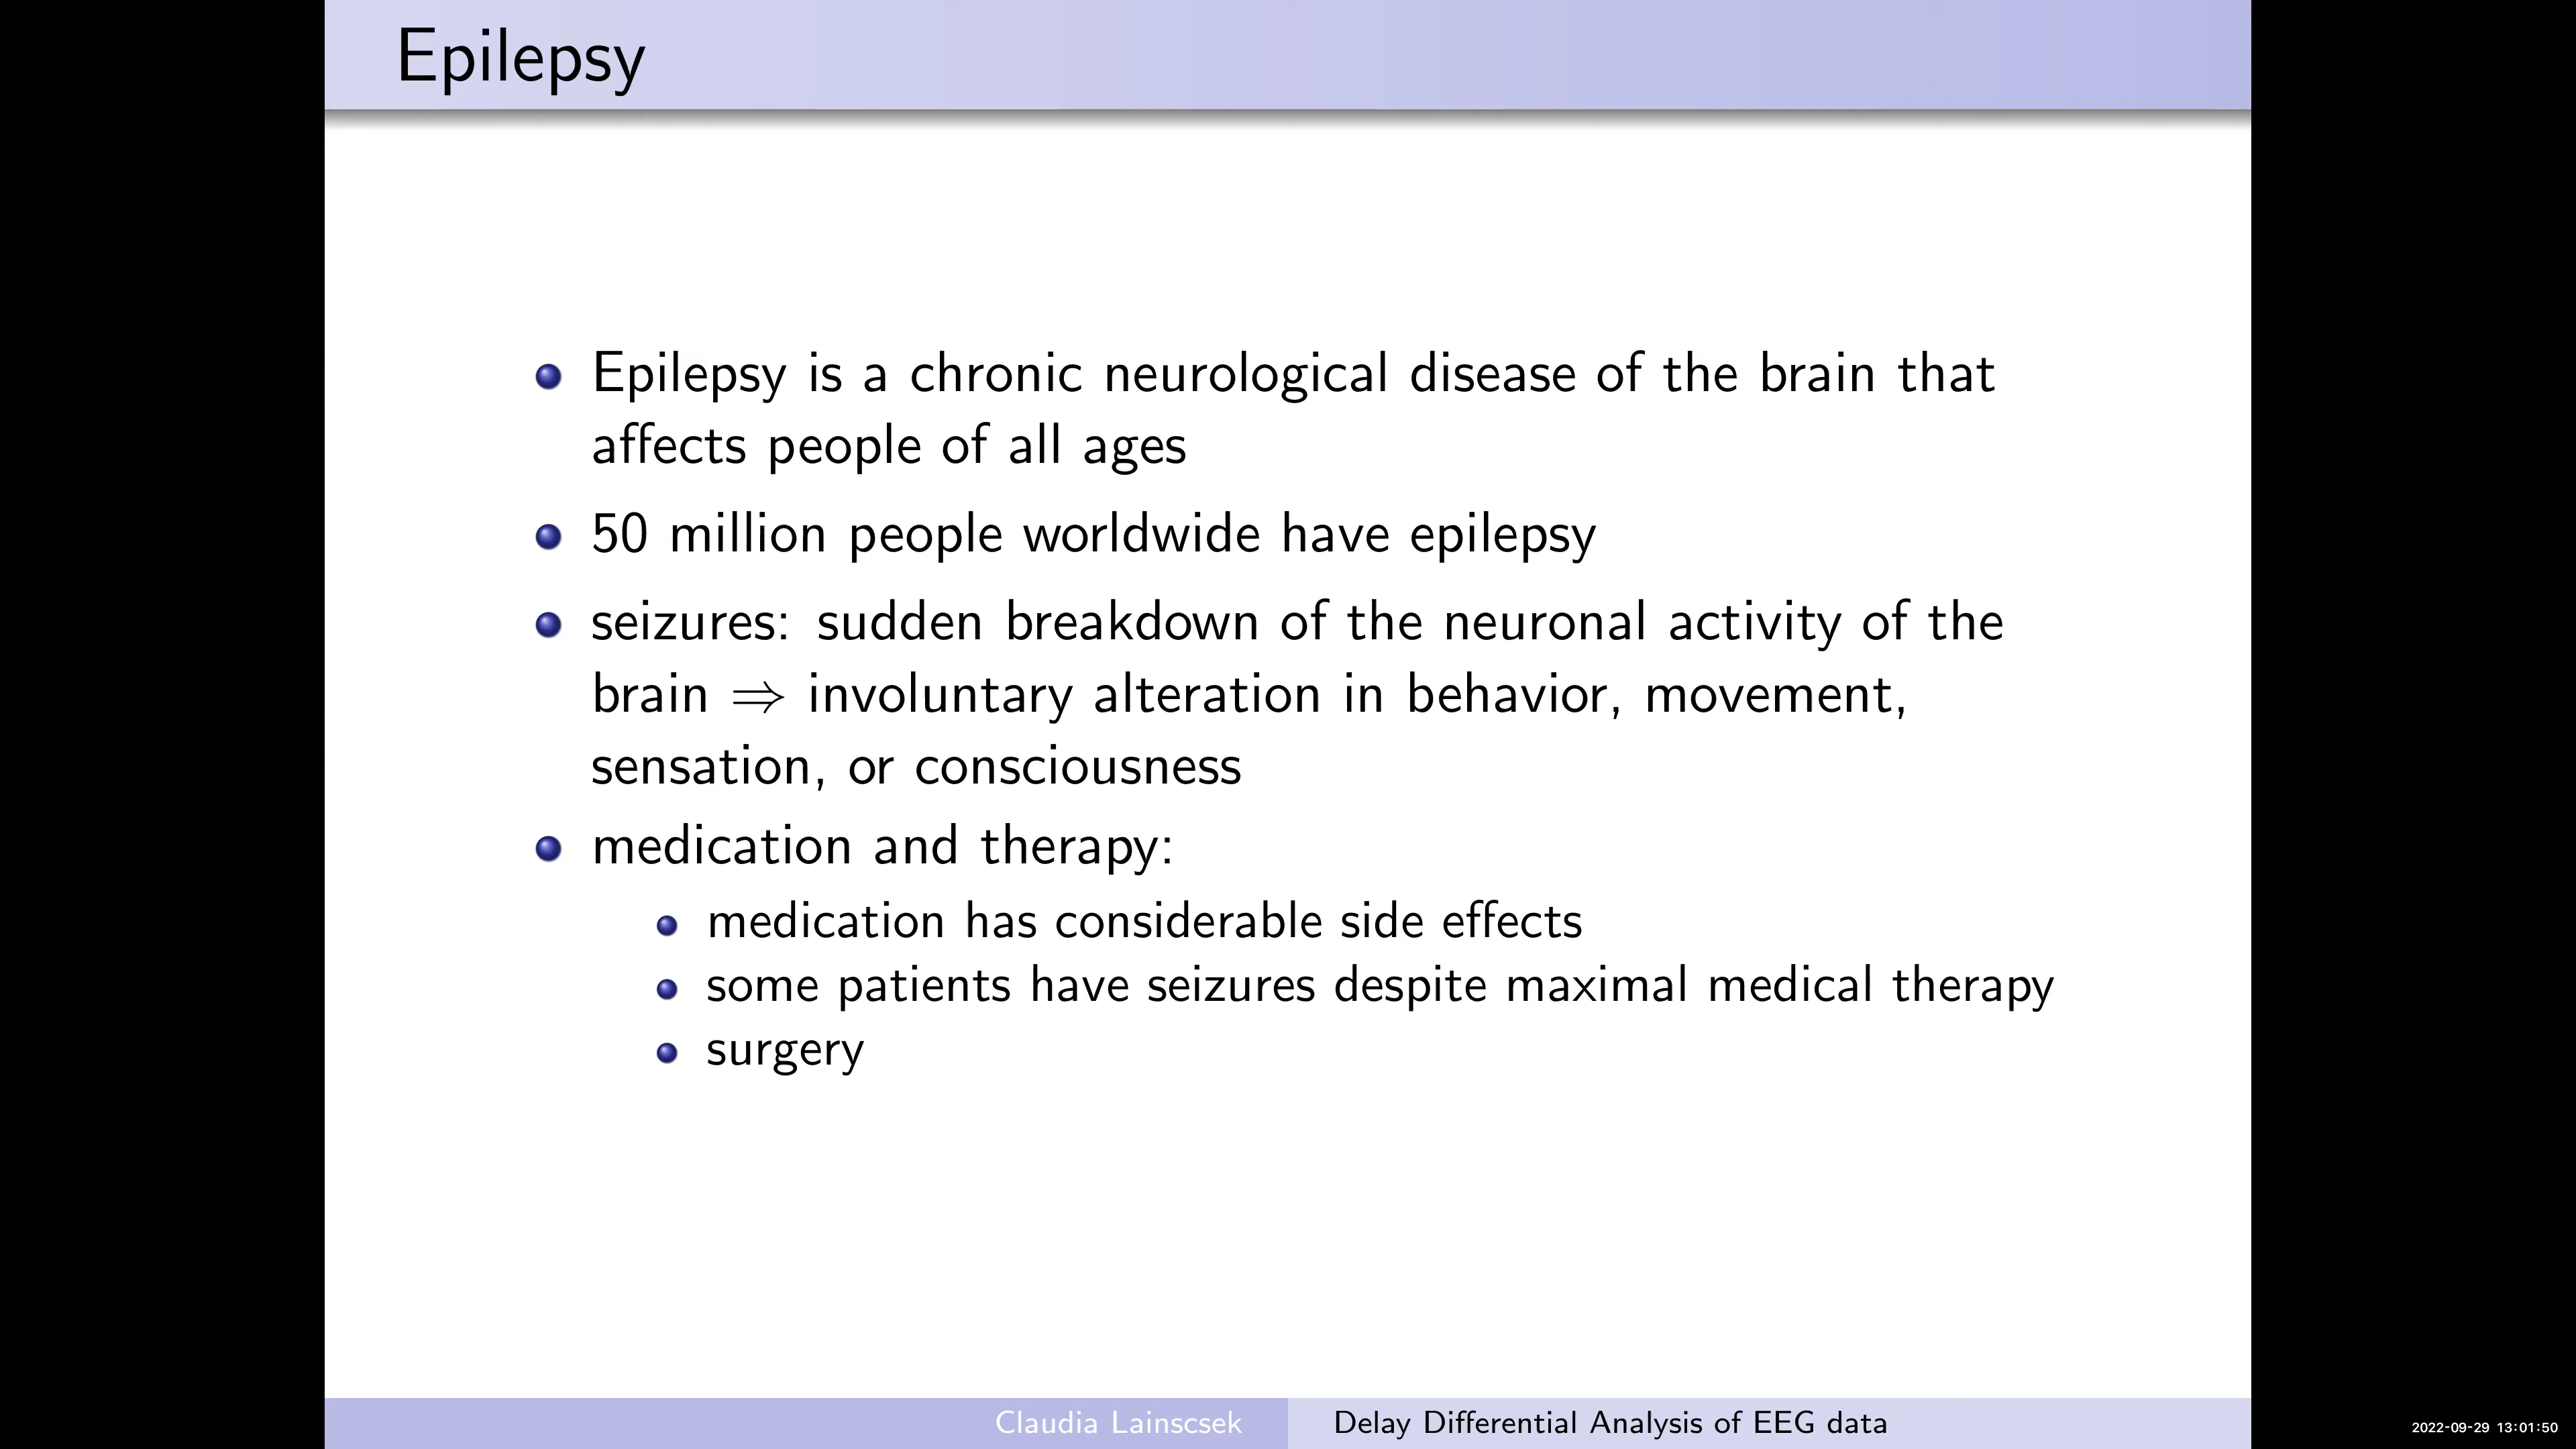 Epilepsy
Epilepsy is a chronic neurological disease of the brain that
affects people of all ages
50 million people worldwide have epilepsy
seizures: sudden breakdown of the neuronal activity of the
brain ⇒ involuntary alteration in behavior, movement,
sensation, or consciousness
medication and therapy:
medication has considerable side effects
some patients have seizures despite maximal medical therapy
surgery
Claudia Lainscsek
Delay Differential Analysis of EEG data
2022-09-29 13:01:50